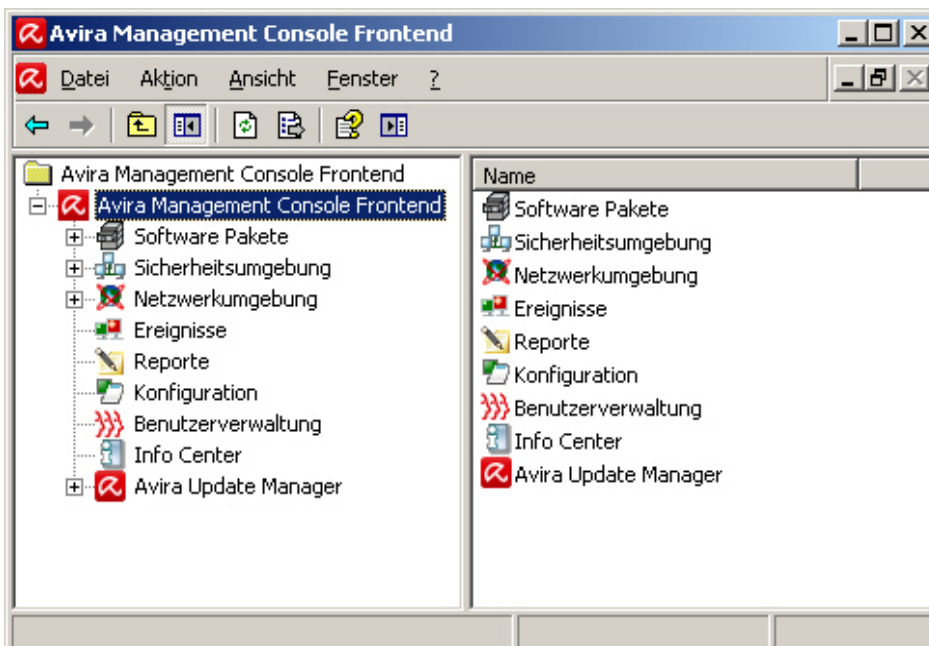 Avira Management Console Frontend
Datei Aktion Ansicht Fenster ?
Avira Management Console Frontend
Avira Management Console Frontend
Software Pakete
Sicherheitsumgebung
Netzwerkumgebung
Ereignisse
Reporte
Konfiguration
Benutzerverwaltung
Info Center
Avira Update Manager
Name
Software Pakete
Sicherheitsumgebung
Netzwerkumgebung
Ereignisse
Reporte
Konfiguration
Benutzerverwaltung
Info Center
Avira Update Manager